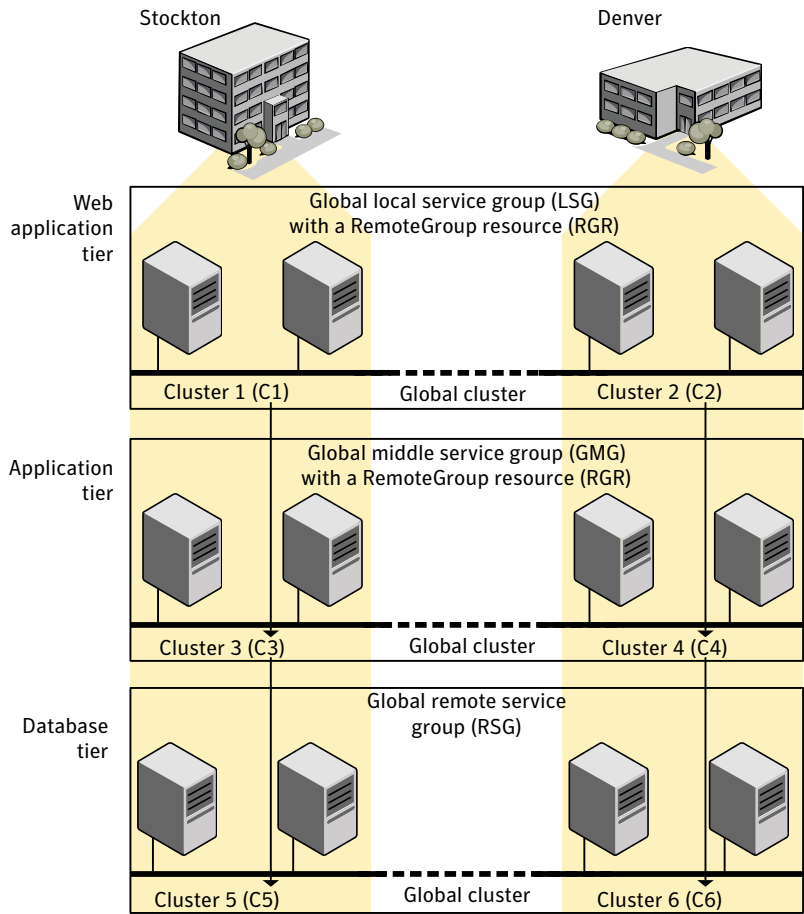 Stockton
Denver
Web
application
tier
Global local service group (LSG)
with a RemoteGroup resource (RGR)
Cluster 1 (C1)
Global cluster
Cluster 2 (C2)
Application
tier
Global middle service group (GMG)
with a RemoteGroup resource (RGR)
Cluster 3 (C3)
Global cluster
Cluster 4 (C4)
Database
tier
Global remote service
group (RSG)
Cluster 5 (C5)
Global cluster
Cluster 6 (C6)